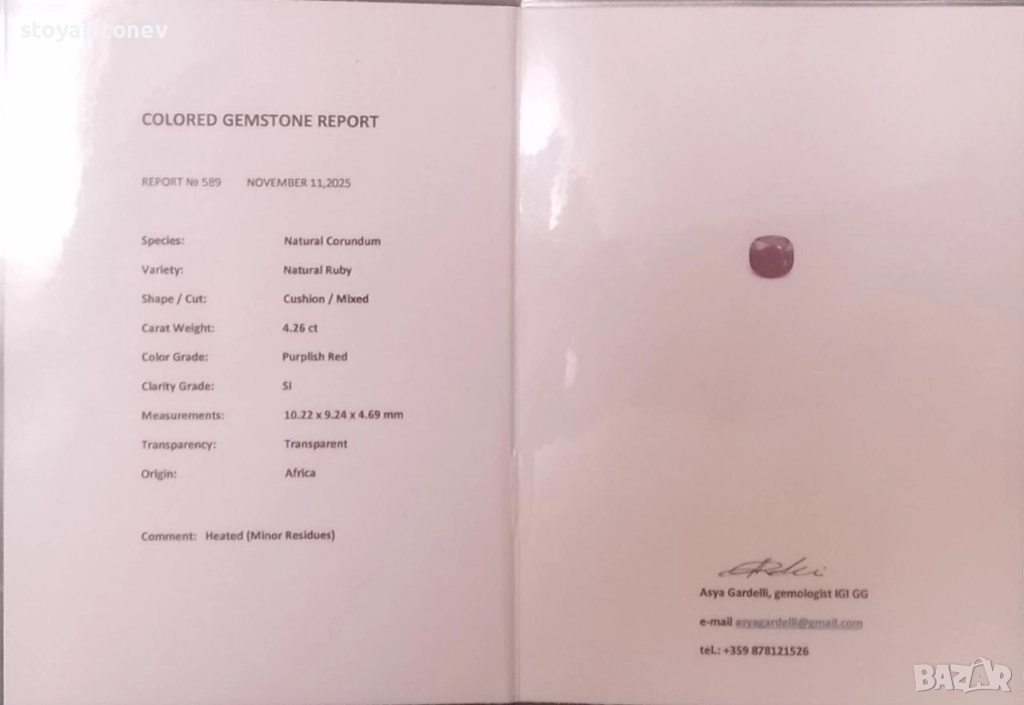 stoyan tonev
COLORED GEMSTONE REPORT
REPORT № 589 NOVEMBER 11,2025
Species: Natural Corundum
Variety: Natural Ruby
Shape / Cut: Cushion / Mixed
Carat Weight: 4.26 ct
Color Grade: Purplish Red
Clarity Grade: SI
Measurements: 10.22 x 9.24 x 4.69 mm
Transparency: Transparent
Origin: Africa
Comment: Heated (Minor Residues)
Asya Gardelli, gemologist IGI GG
e-mail asyagardelli@gmail.com
tel.: +359 878121526
BAZAR